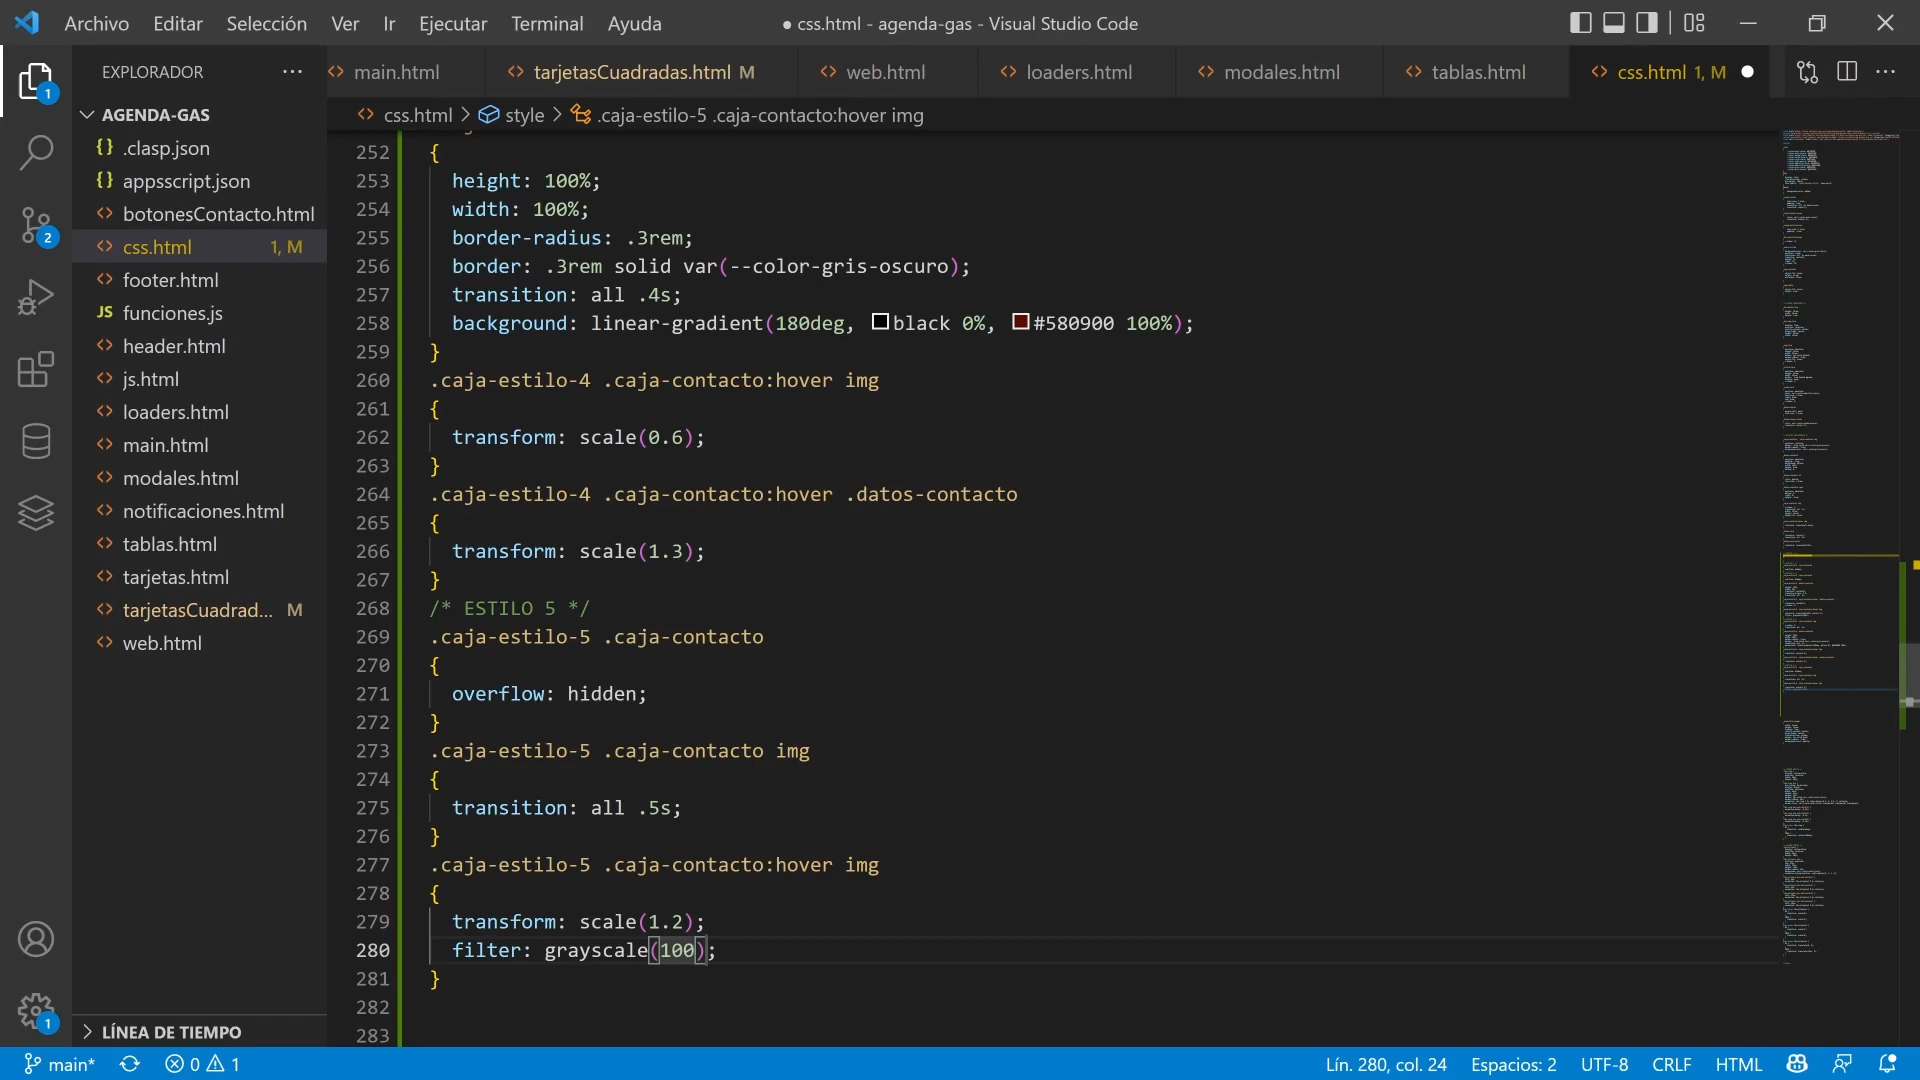 Archivo Editar Selección Ver Ir Ejecutar Terminal Ayuda ● css.html - agenda-gas - Visual Studio Code
EXPLORADOR ···
main.html tarjetasCuadradas.html M web.html loaders.html modales.html tablas.html css.html 1, M
css.html > style > .caja-estilo-5 .caja-contacto:hover img
AGENDA-GAS
.clasp.json
appsscript.json
botonesContacto.html
css.html 1, M
footer.html
funciones.js
header.html
js.html
loaders.html
main.html
modales.html
notificaciones.html
tablas.html
tarjetas.html
tarjetasCuadrad... M
web.html
LÍNEA DE TIEMPO
1
2
1
252 {
253 height: 100%;
254 width: 100%;
255 border-radius: .3rem;
256 border: .3rem solid var(--color-gris-oscuro);
257 transition: all .4s;
258 background: linear-gradient(180deg, black 0%, #580900 100%);
259 }
260 .caja-estilo-4 .caja-contacto:hover img
261 {
262 transform: scale(0.6);
263 }
264 .caja-estilo-4 .caja-contacto:hover .datos-contacto
265 {
266 transform: scale(1.3);
267 }
268 /* ESTILO 5 */
269 .caja-estilo-5 .caja-contacto
270 {
271 overflow: hidden;
272 }
273 .caja-estilo-5 .caja-contacto img
274 {
275 transition: all .5s;
276 }
277 .caja-estilo-5 .caja-contacto:hover img
278 {
279 transform: scale(1.2);
280 filter: grayscale(100);
281 }
282
283
main* 0 1 Lín. 280, col. 24 Espacios: 2 UTF-8 CRLF HTML